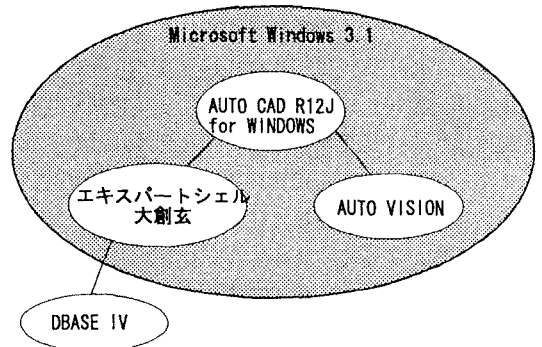 Microsoft Windows 3.1
AUTO CAD R12J
for WINDOWS
エキスパートシェル
大創玄
AUTO VISION
DBASE IV